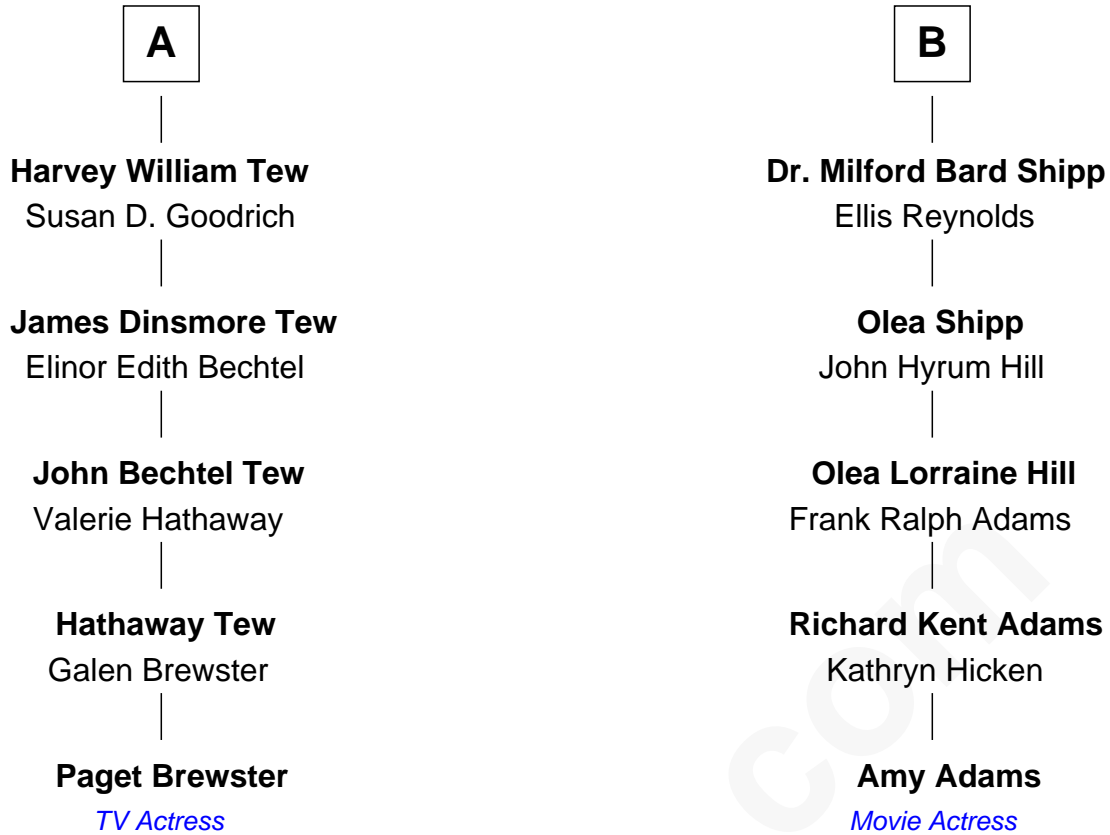 A
Harvey William Tew
Susan D. Goodrich
James Dinsmore Tew
Elinor Edith Bechtel
John Bechtel Tew
Valerie Hathaway
Hathaway Tew
Galen Brewster
Paget Brewster
TV Actress
B
Dr. Milford Bard Shipp
Ellis Reynolds
Olea Shipp
John Hyrum Hill
Olea Lorraine Hill
Frank Ralph Adams
Richard Kent Adams
Kathryn Hicken
Amy Adams
Movie Actress
com